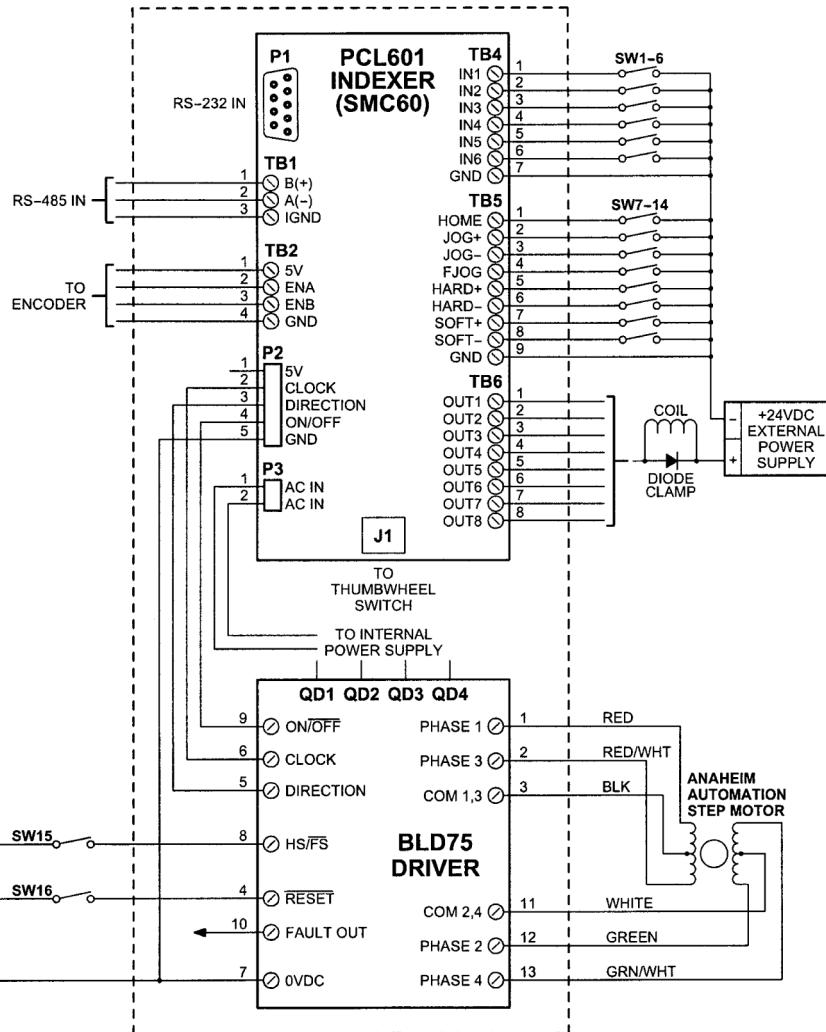 P1
PCL601
INDEXER
(SMC60)
RS-232 IN
TB1
RS-485 IN
1 B(+)
2 A(-)
3 IGND
TB2
TO
ENCODER
1 5V
2 ENA
3 ENB
4 GND
P2
1 5V
2 CLOCK
3 DIRECTION
4 ON/OFF
5 GND
P3
1 AC IN
2 AC IN
J1
TO
THUMBWHEEL
SWITCH
TB4
SW1-6
IN1 1
IN2 2
IN3 3
IN4 4
IN5 5
IN6 6
GND 7
TB5
SW7-14
HOME 1
JOG+ 2
JOG- 3
FJOG 4
HARD+ 5
HARD- 6
SOFT+ 7
SOFT- 8
GND 9
TB6
OUT1 1
OUT2 2
OUT3 3
OUT4 4
OUT5 5
OUT6 6
OUT7 7
OUT8 8
COIL
DIODE
CLAMP
-
+
+24VDC
EXTERNAL
POWER
SUPPLY
TO INTERNAL
POWER SUPPLY
QD1 QD2 QD3 QD4
9 ON/OFF
6 CLOCK
5 DIRECTION
SW15
8 HS/FS
SW16
4 RESET
10 FAULT OUT
7 0VDC
BLD75
DRIVER
PHASE 1 1 RED
PHASE 3 2 RED/WHT
COM 1,3 3 BLK
COM 2,4 11 WHITE
PHASE 2 12 GREEN
PHASE 4 13 GRN/WHT
ANAHEIM
AUTOMATION
STEP MOTOR